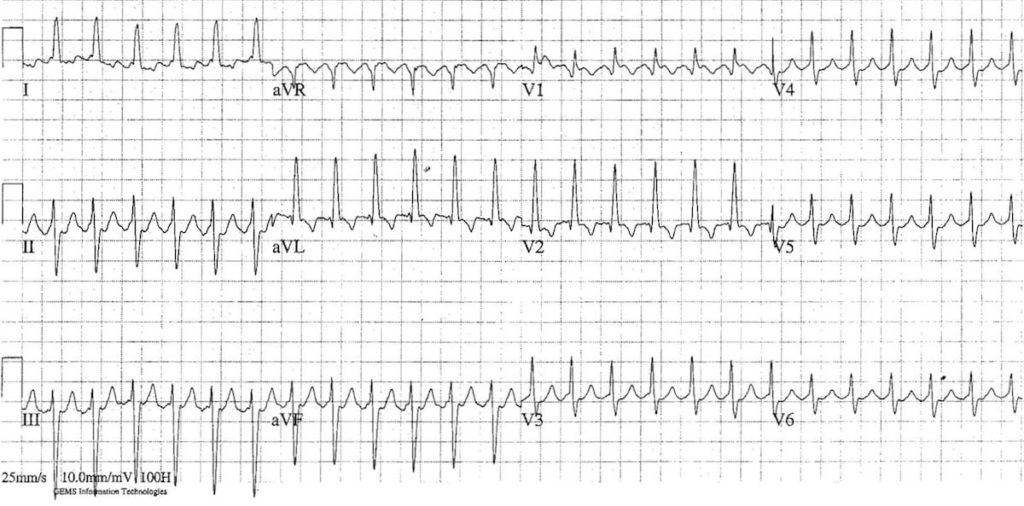 I aVR V1 V4
II aVL V2 V5
III aVF V3 V6
25mm/s 10.0mm/mV 100H
GEMS Information Technologies